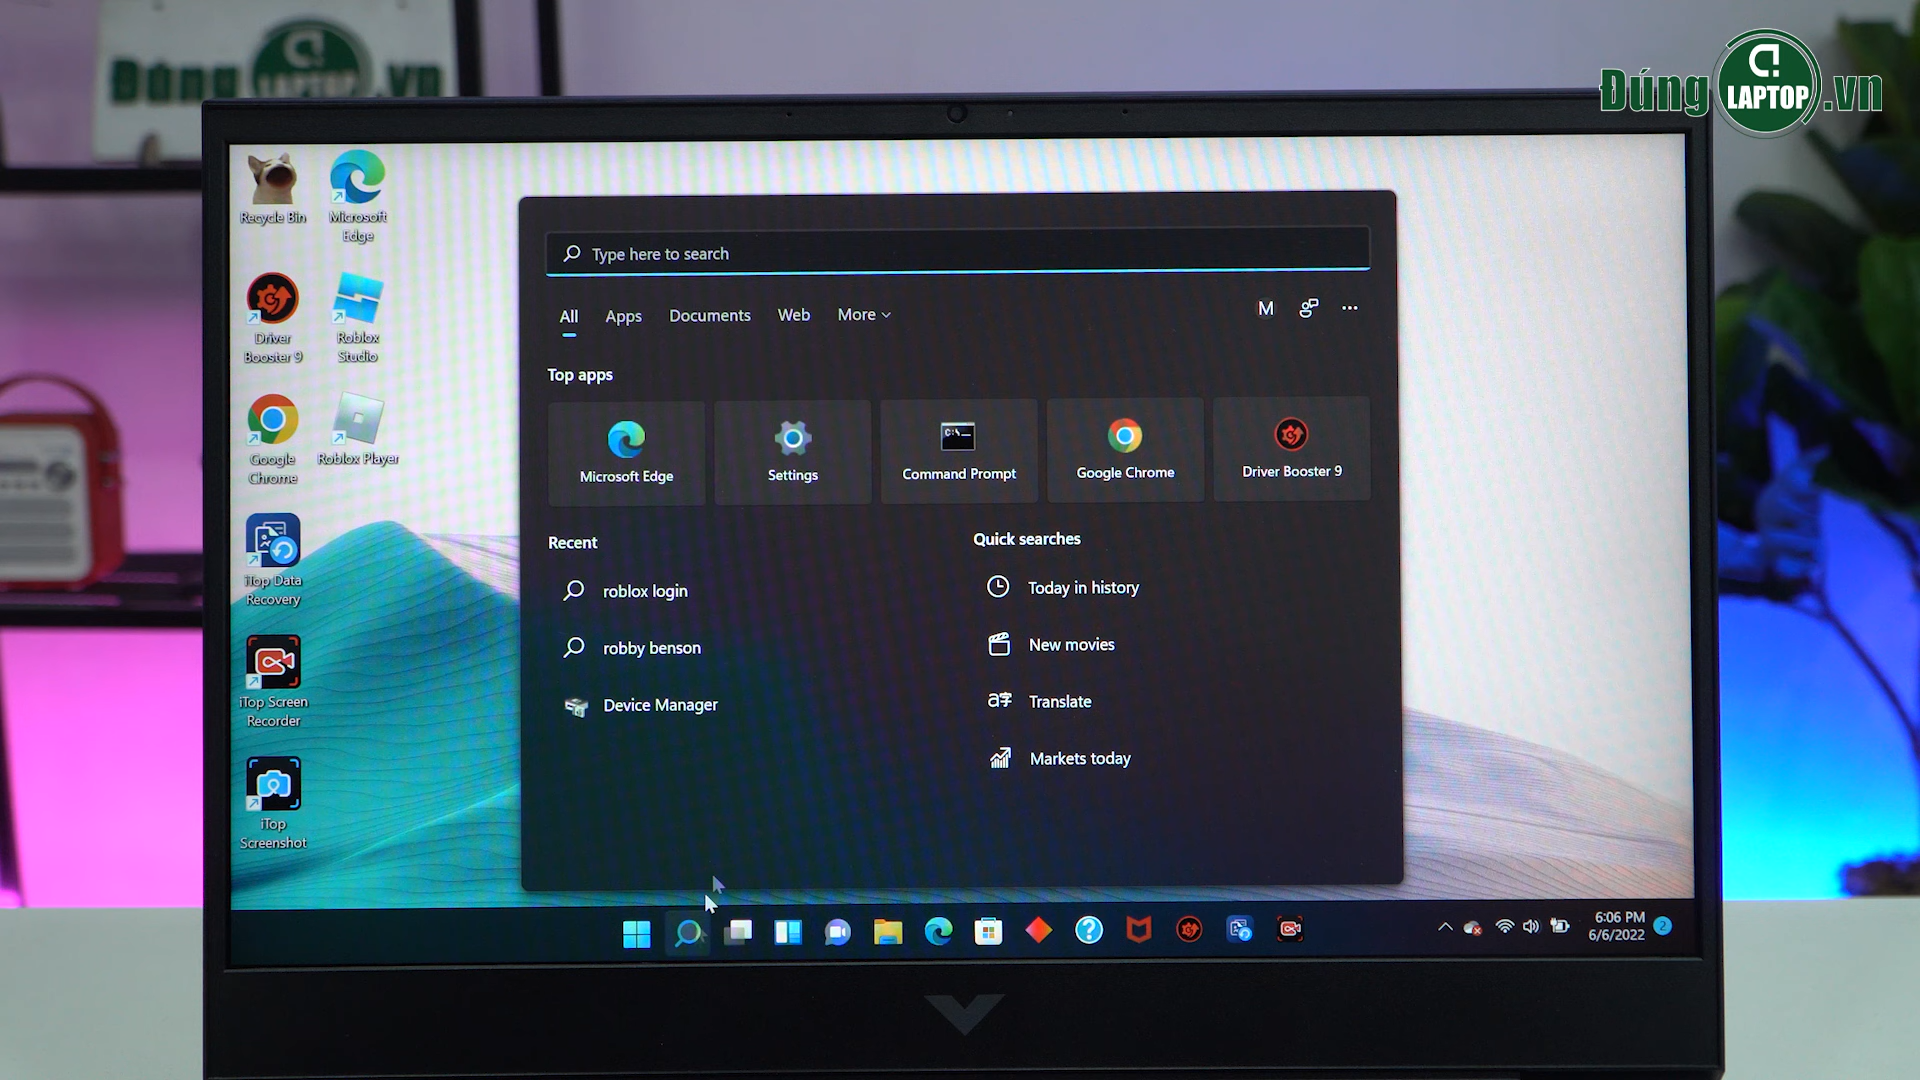 Đúng LAPTOP .vn
Đúng LAPTOP .vn
Recycle Bin
Microsoft
Edge
Driver
Booster 9
Roblox
Studio
Google
Chrome
Roblox Player
iTop Data
Recovery
iTop Screen
Recorder
iTop
Screenshot
Type here to search
All Apps Documents Web More
M
Top apps
Microsoft Edge
Settings
C:\_
Command Prompt
Google Chrome
Driver Booster 9
Recent
roblox login
robby benson
Device Manager
Quick searches
Today in history
New movies
Translate
Markets today
6:06 PM
6/6/2022
2